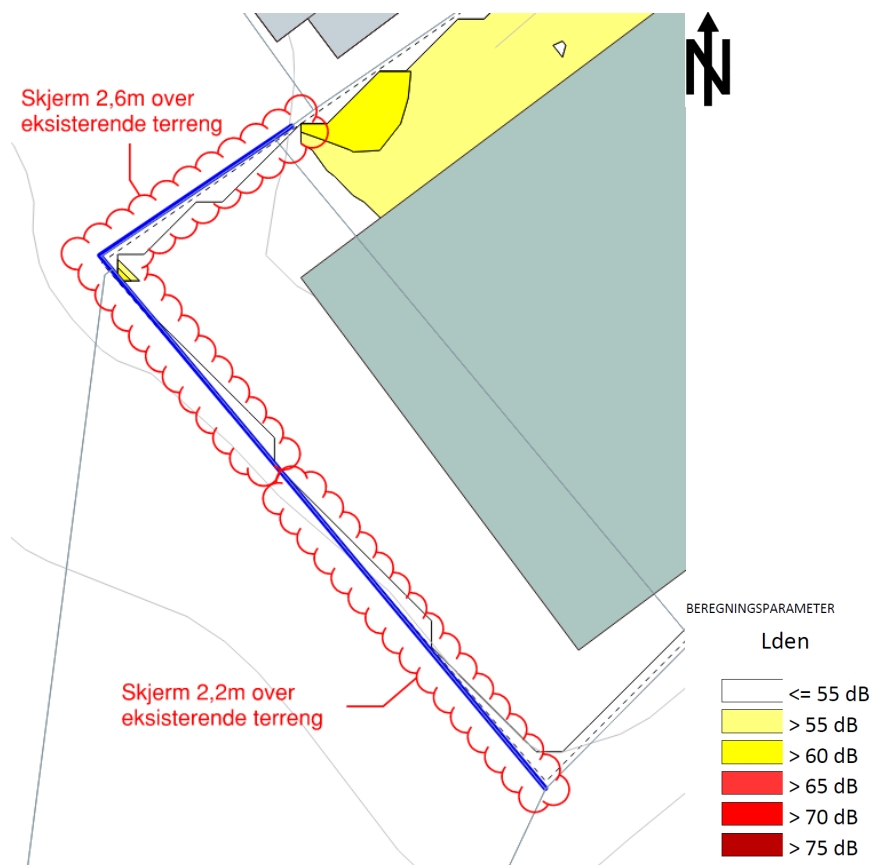 N
Skjerm 2,6m over
eksisterende terreng
Skjerm 2,2m over
eksisterende terreng
BEREGNINGSPARAMETER
Lden
<= 55 dB
> 55 dB
> 60 dB
> 65 dB
> 70 dB
> 75 dB